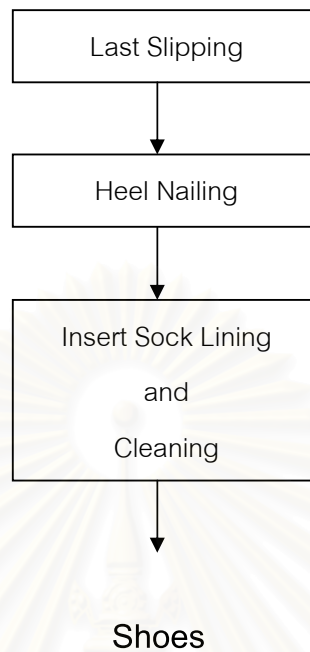 Last Slipping
Heel Nailing
Insert Sock Lining
and
Cleaning
Shoes